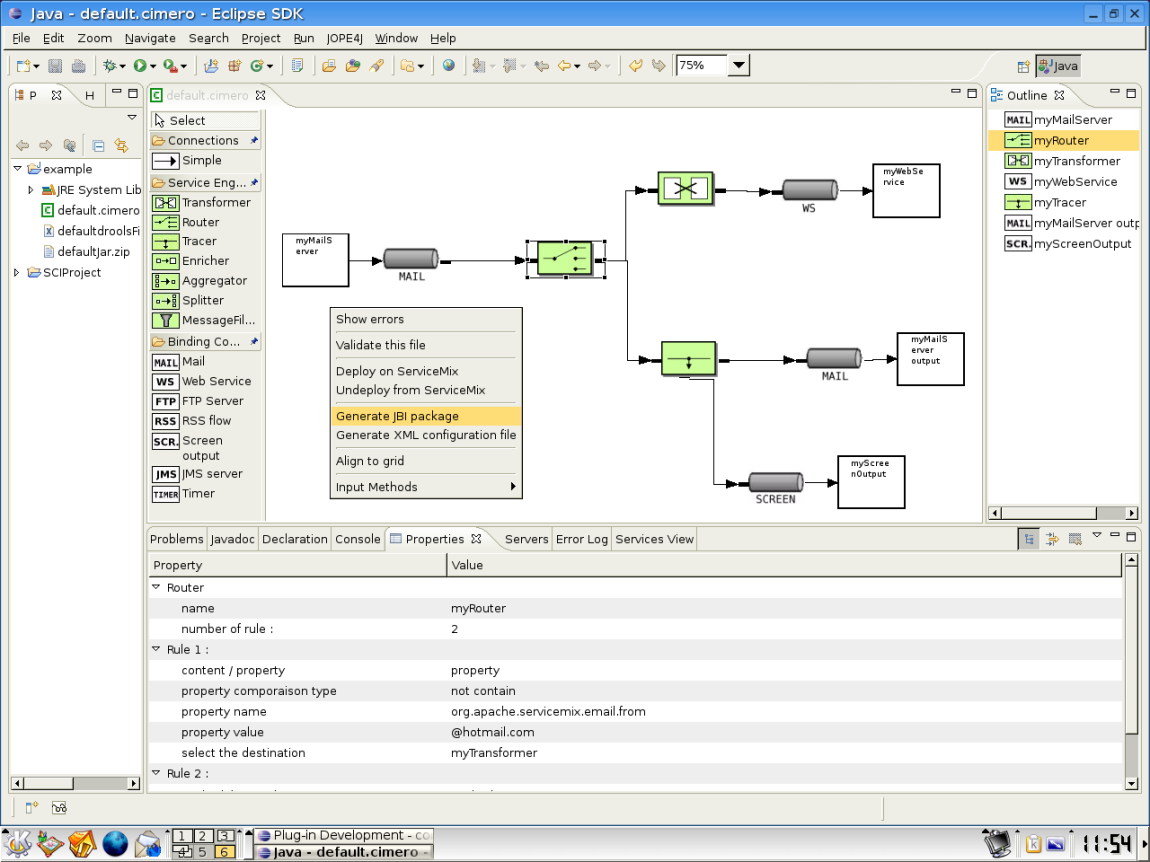 Java - default.cimero - Eclipse SDK
File Edit Zoom Navigate Search Project Run JOPE4J Window Help
75%
Java
P
H
default.cimero
Outline
example
JRE System Lib
default.cimero
defaultdroolsFi
defaultJar.zip
SCIProject
Select
Connections
Simple
Service Eng...
Transformer
Router
Tracer
Enricher
Aggregator
Splitter
MessageFil...
Binding Co...
MAIL Mail
WS Web Service
FTP FTP Server
RSS RSS flow
SCR. Screen
output
JMS JMS server
TIMER Timer
myMailS
erver
MAIL
myWebSe
rvice
WS
myMailS
erver
output
MAIL
myScree
nOutput
SCREEN
Show errors
Validate this file
Deploy on ServiceMix
Undeploy from ServiceMix
Generate JBI package
Generate XML configuration file
Align to grid
Input Methods
MAIL myMailServer
myRouter
myTransformer
WS myWebService
myTracer
MAIL myMailServer outp
SCR. myScreenOutput
Problems Javadoc Declaration Console Properties Servers Error Log Services View
Property Value
Router
name myRouter
number of rule : 2
Rule 1 :
content / property property
property comporaison type not contain
property name org.apache.servicemix.email.from
property value @hotmail.com
select the destination myTransformer
Rule 2 :
1 2 3
4 5 6
Plug-in Development - co
Java - default.cimero -
11:54